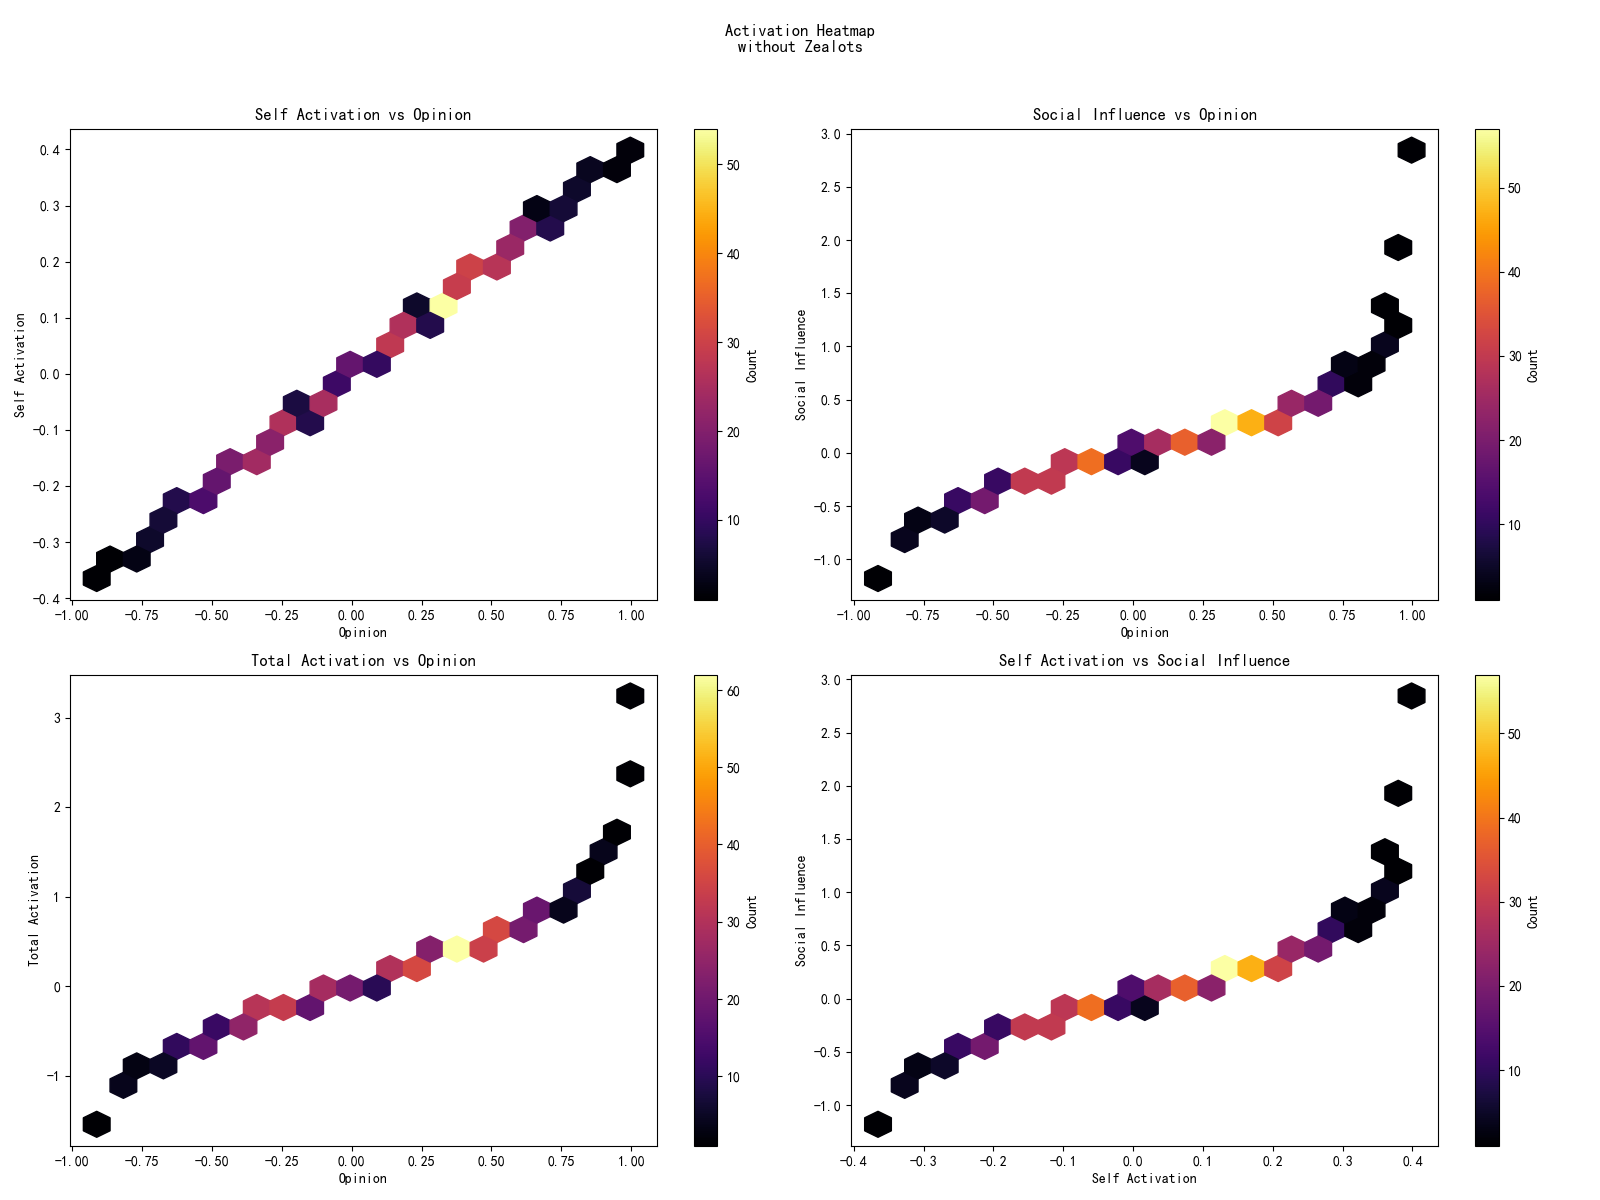 Activation Heatmap
without Zealots
Self Activation vs Opinion
Self Activation
0.4
0.3
0.2
0.1
0.0
−0.1
−0.2
−0.3
−0.4
−1.00 −0.75 −0.50 −0.25 0.00 0.25 0.50 0.75 1.00
Opinion
50
40
30
20
10
Count
Social Influence vs Opinion
Social Influence
3.0
2.5
2.0
1.5
1.0
0.5
0.0
−0.5
−1.0
−1.00 −0.75 −0.50 −0.25 0.00 0.25 0.50 0.75 1.00
Opinion
50
40
30
20
10
Count
Total Activation vs Opinion
Total Activation
3
2
1
0
−1
−1.00 −0.75 −0.50 −0.25 0.00 0.25 0.50 0.75 1.00
Opinion
60
50
40
30
20
10
Count
Self Activation vs Social Influence
Social Influence
3.0
2.5
2.0
1.5
1.0
0.5
0.0
−0.5
−1.0
−0.4 −0.3 −0.2 −0.1 0.0 0.1 0.2 0.3 0.4
Self Activation
50
40
30
20
10
Count